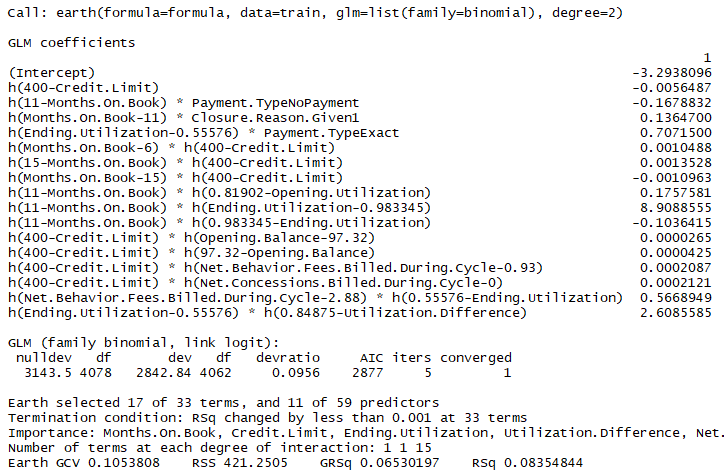 Call: earth(formula=formula, data=train, glm=list(family=binomial), degree=2)
GLM coefficients
1
(Intercept) -3.2938096
h(400-Credit.Limit) -0.0056487
h(11-Months.On.Book) * Payment.TypeNoPayment -0.1678832
h(Months.On.Book-11) * Closure.Reason.Given1 0.1364700
h(Ending.Utilization-0.55576) * Payment.TypeExact 0.7071500
h(Months.On.Book-6) * h(400-Credit.Limit) 0.0010488
h(15-Months.On.Book) * h(400-Credit.Limit) 0.0013528
h(Months.On.Book-15) * h(400-Credit.Limit) -0.0010963
h(11-Months.On.Book) * h(0.81902-Opening.Utilization) 0.1757581
h(11-Months.On.Book) * h(Ending.Utilization-0.983345) 8.9088555
h(11-Months.On.Book) * h(0.983345-Ending.Utilization) -0.1036415
h(400-Credit.Limit) * h(Opening.Balance-97.32) 0.0000265
h(400-Credit.Limit) * h(97.32-Opening.Balance) 0.0000425
h(400-Credit.Limit) * h(Net.Behavior.Fees.Billed.During.Cycle-0.93) 0.0002087
h(400-Credit.Limit) * h(Net.Concessions.Billed.During.Cycle-0) 0.0002121
h(Net.Behavior.Fees.Billed.During.Cycle-2.88) * h(0.55576-Ending.Utilization) 0.5668949
h(Ending.Utilization-0.55576) * h(0.84875-Utilization.Difference) 2.6085585
GLM (family binomial, link logit):
nulldev df dev df devratio AIC iters converged
3143.5 4078 2842.84 4062 0.0956 2877 5 1
Earth selected 17 of 33 terms, and 11 of 59 predictors
Termination condition: RSq changed by less than 0.001 at 33 terms
Importance: Months.On.Book, Credit.Limit, Ending.Utilization, Utilization.Difference, Net.
Number of terms at each degree of interaction: 1 1 15
Earth GCV 0.1053808 RSS 421.2505 GRSq 0.06530197 RSq 0.08354844